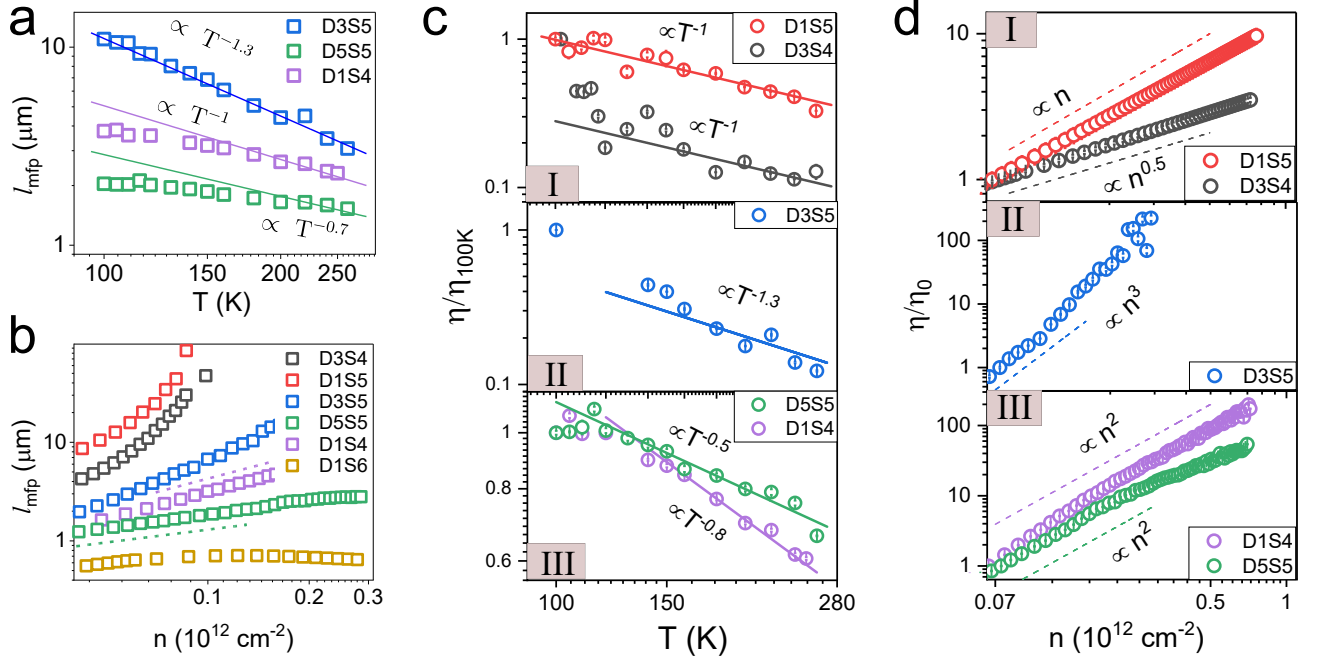 a
D3S5
D5S5
D1S4
∝ T^-1.3
∝ T^-1
∝ T^-0.7
10
1
l_mfp (μm)
100
150
200
250
T (K)
b
D3S4
D1S5
D3S5
D5S5
D1S4
D1S6
10
1
l_mfp (μm)
0.1
0.2
0.3
n (10^12 cm^-2)
c
∝T^-1
D1S5
D3S4
∝T^-1
1
0.1
I
D3S5
∝T^-1.3
1
0.1
II
η/η_100K
D5S5
D1S4
∝T^-0.5
∝T^-0.8
1
0.8
0.6
III
100
150
280
T (K)
d
I
10
1
∝ n
∝ n^0.5
D1S5
D3S4
II
100
10
1
∝ n^3
D3S5
η/η_0
III
100
10
1
∝ n^2
∝ n^2
D1S4
D5S5
0.07
0.5
1
n (10^12 cm^-2)